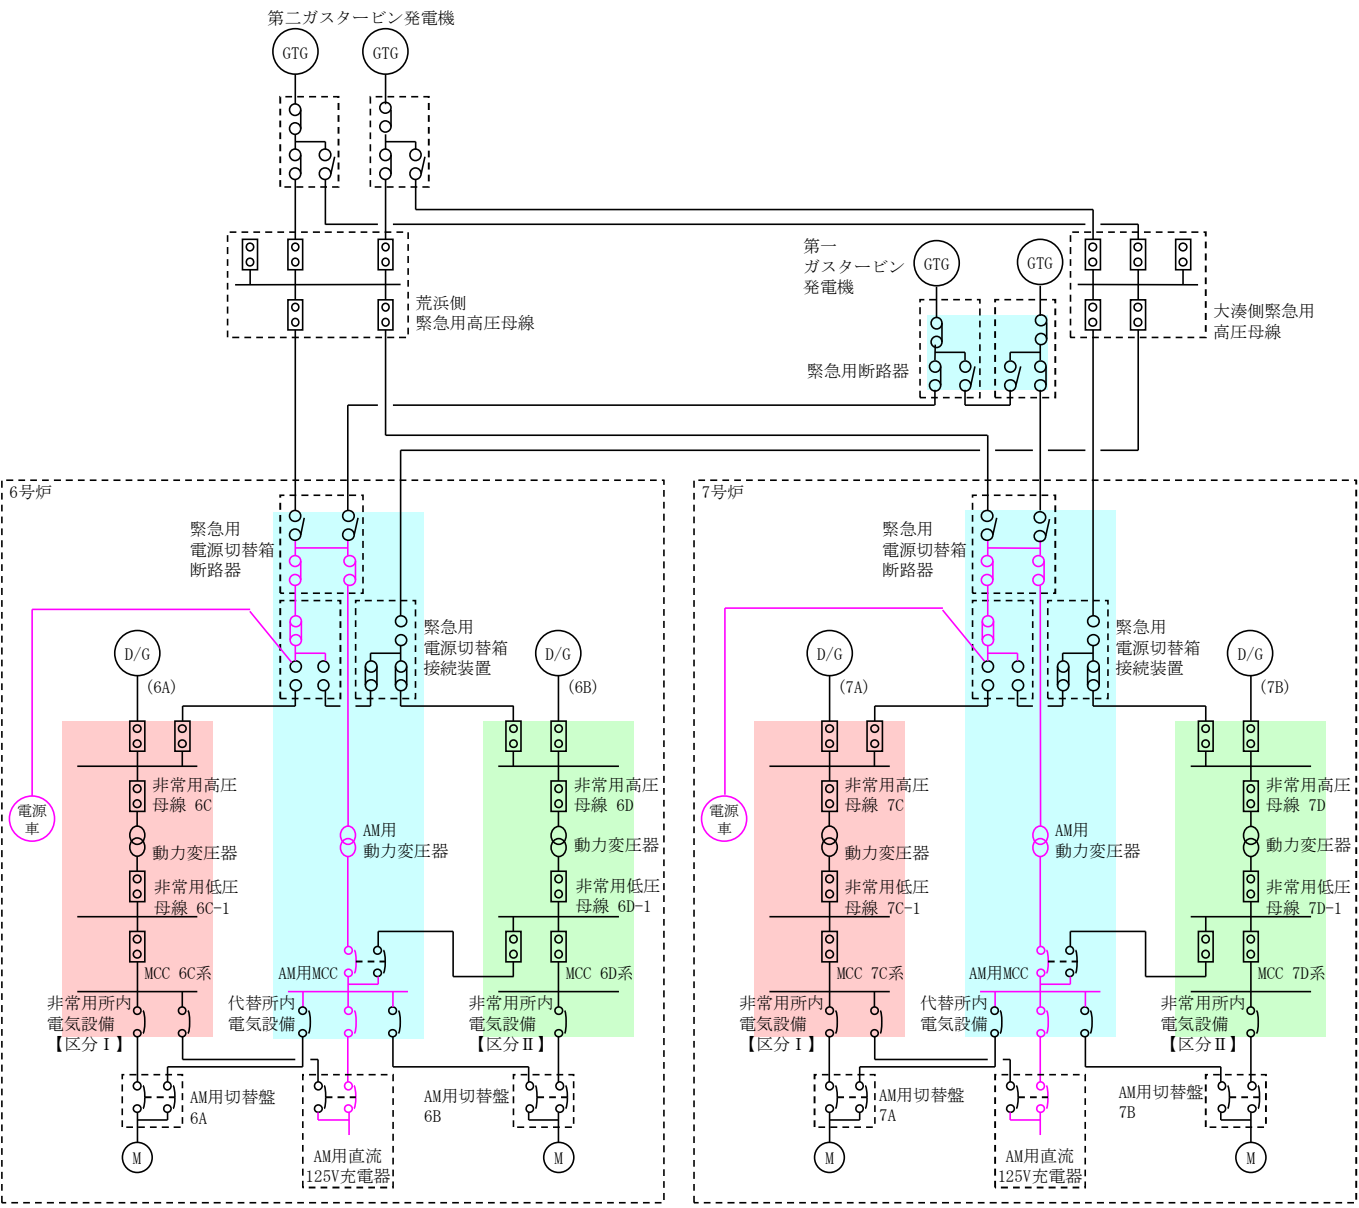 第二ガスタービン発電機
GTG
GTG
第一
ガスタービン
発電機
GTG
GTG
荒浜側
緊急用高圧母線
大湊側緊急用
高圧母線
緊急用断路器
6号炉
緊急用
電源切替箱
断路器
緊急用
電源切替箱
接続装置
D/G
(6A)
D/G
(6B)
電源
車
非常用高圧
母線 6C
動力変圧器
非常用低圧
母線 6C-1
MCC 6C系
非常用所内
電気設備
【区分Ⅰ】
AM用
動力変圧器
AM用MCC
代替所内
電気設備
非常用高圧
母線 6D
動力変圧器
非常用低圧
母線 6D-1
MCC 6D系
非常用所内
電気設備
【区分Ⅱ】
AM用切替盤
6A
M
AM用直流
125V充電器
AM用切替盤
6B
M
7号炉
緊急用
電源切替箱
断路器
緊急用
電源切替箱
接続装置
D/G
(7A)
D/G
(7B)
電源
車
非常用高圧
母線 7C
動力変圧器
非常用低圧
母線 7C-1
MCC 7C系
非常用所内
電気設備
【区分Ⅰ】
AM用
動力変圧器
AM用MCC
代替所内
電気設備
非常用高圧
母線 7D
動力変圧器
非常用低圧
母線 7D-1
MCC 7D系
非常用所内
電気設備
【区分Ⅱ】
AM用切替盤
7A
M
AM用直流
125V充電器
AM用切替盤
7B
M